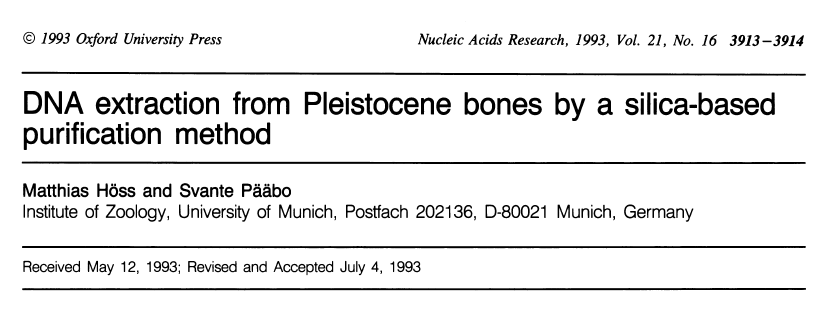 © 1993 Oxford University Press
Nucleic Acids Research, 1993, Vol. 21, No. 16 3913–3914
DNA extraction from Pleistocene bones by a silica-based
purification method
Matthias Höss and Svante Pääbo
Institute of Zoology, University of Munich, Postfach 202136, D-80021 Munich, Germany
Received May 12, 1993; Revised and Accepted July 4, 1993